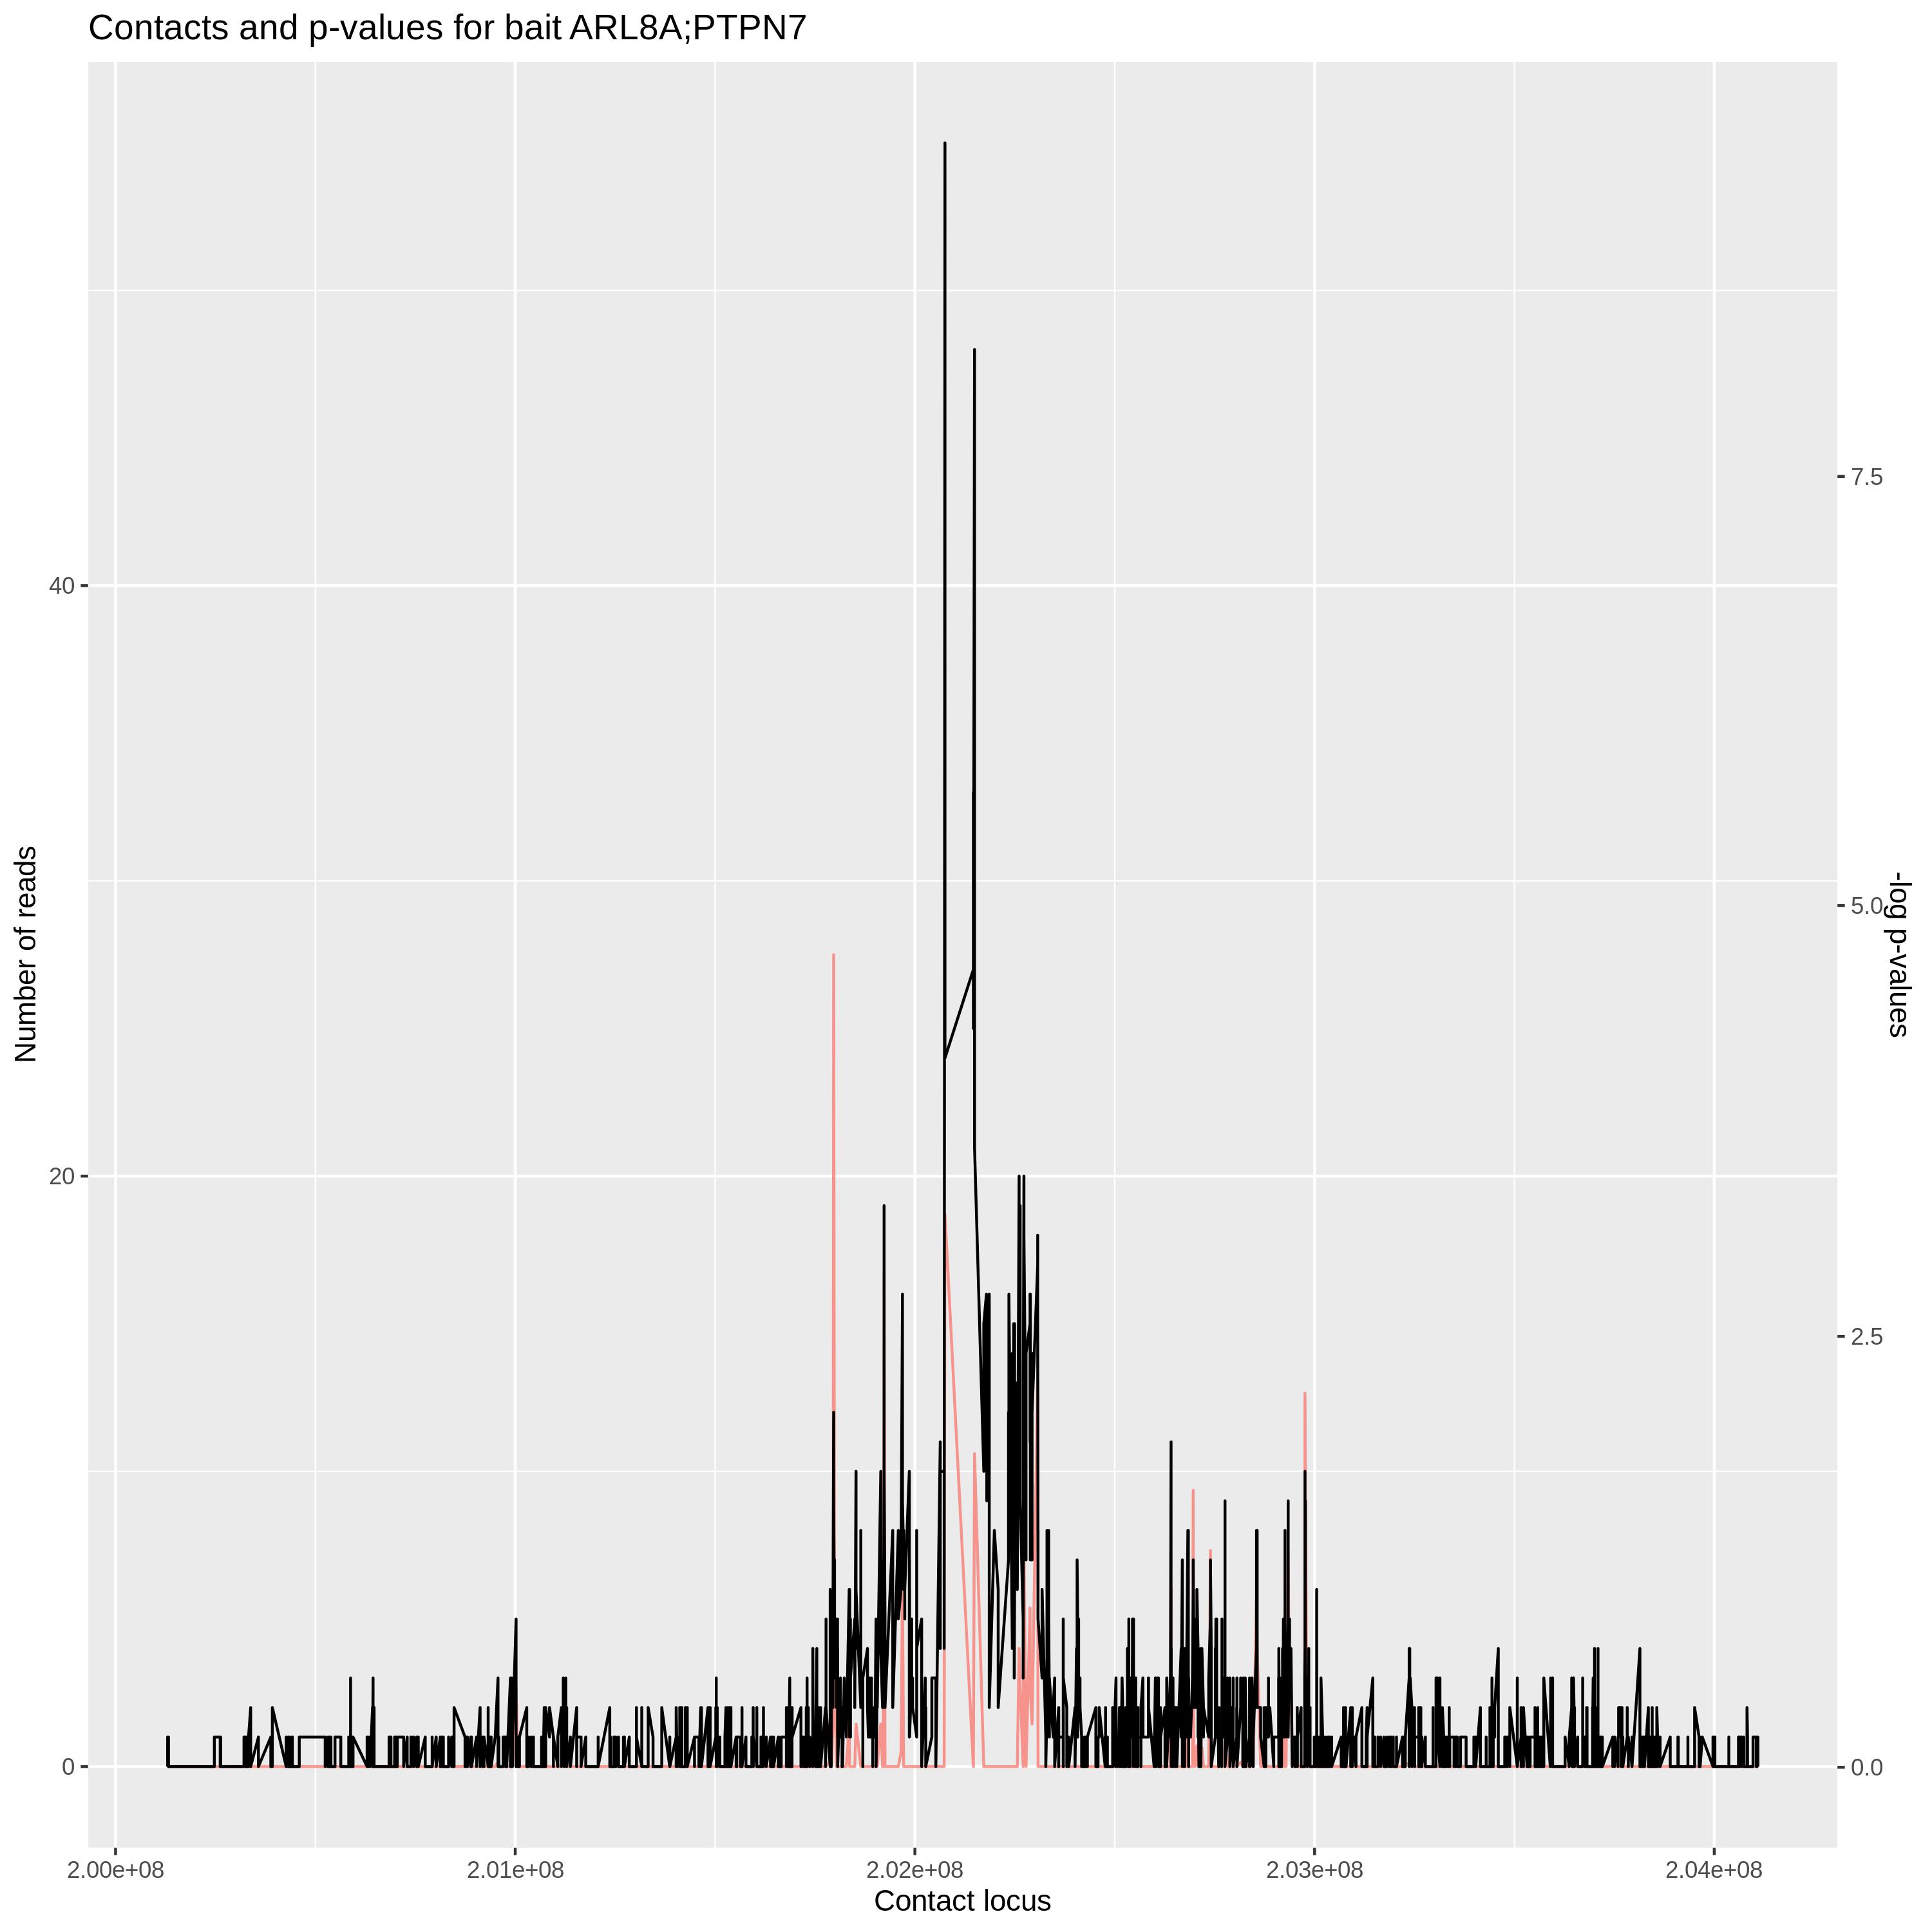 Contacts and p-values for bait ARL8A;PTPN7
Number of reads
40
20
0
7.5
5.0
2.5
0.0
-log p-values
2.00e+08
2.01e+08
2.02e+08
2.03e+08
2.04e+08
Contact locus